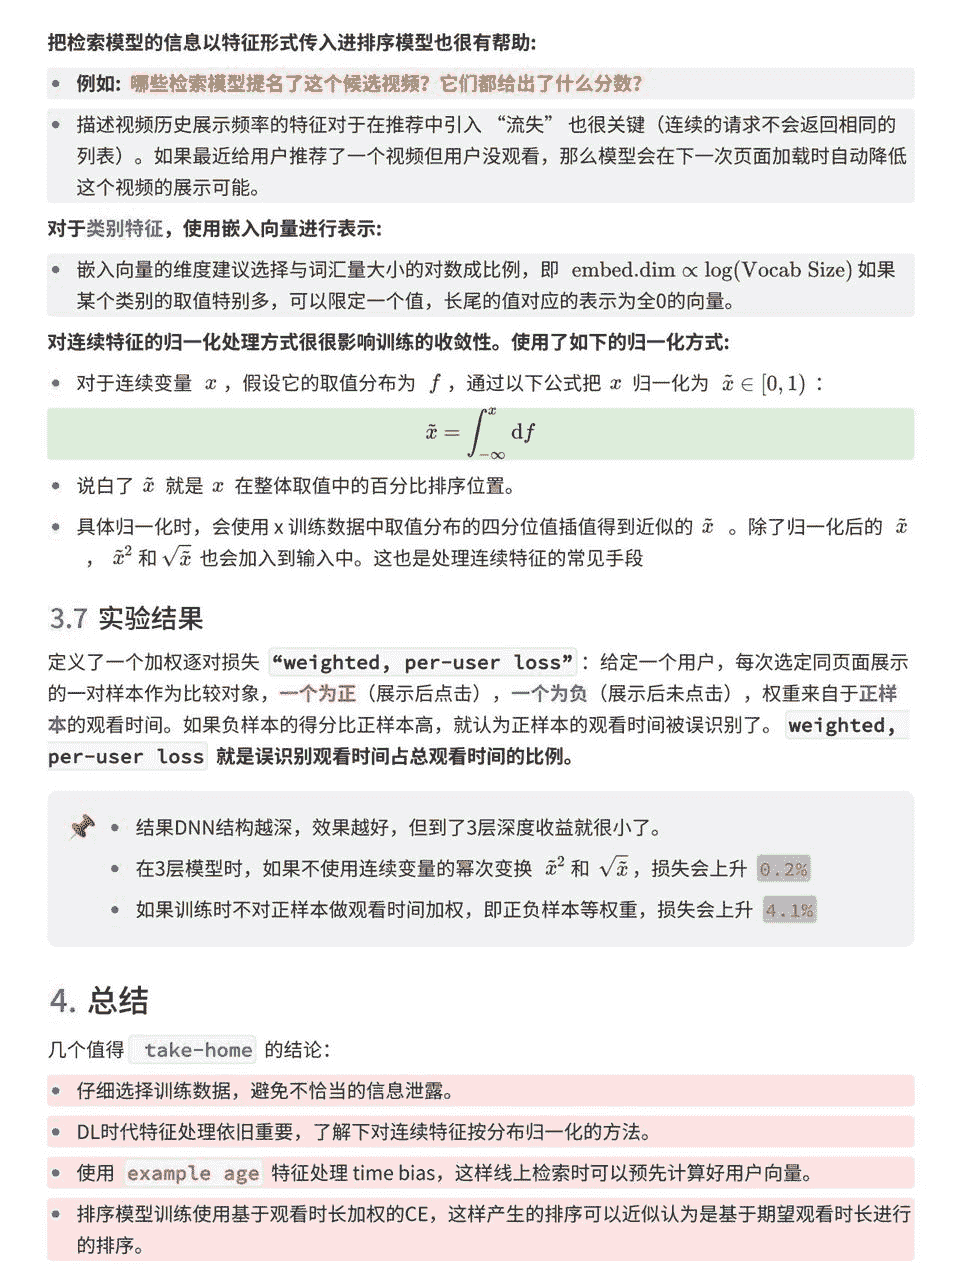 把检索模型的信息以特征形式传入进排序模型也很有帮助:
• 例如: 哪些检索模型提名了这个候选视频？它们都给出了什么分数？
• 描述视频历史展示频率的特征对于在推荐中引入 “流失” 也很关键（连续的请求不会返回相同的
列表）。如果最近给用户推荐了一个视频但用户没观看，那么模型会在下一次页面加载时自动降低
这个视频的展示可能。
对于类别特征，使用嵌入向量进行表示:
• 嵌入向量的维度建议选择与词汇量大小的对数成比例，即 embed.dim ∝ log(Vocab Size) 如果
某个类别的取值特别多，可以限定一个值，长尾的值对应的表示为全0的向量。
对连续特征的归一化处理方式很很影响训练的收敛性。使用了如下的归一化方式:
• 对于连续变量 x ，假设它的取值分布为 f ，通过以下公式把 x 归一化为 x̃ ∈ [0, 1) ：
x̃ = ∫_{−∞}^{x} df
• 说白了 x̃ 就是 x 在整体取值中的百分比排序位置。
• 具体归一化时，会使用 x 训练数据中取值分布的四分位值插值得到近似的 x̃ 。除了归一化后的 x̃
， x̃² 和 √x̃ 也会加入到输入中。这也是处理连续特征的常见手段
3.7 实验结果
定义了一个加权逐对损失 “weighted, per-user loss” ：给定一个用户，每次选定同页面展示
的一对样本作为比较对象，一个为正（展示后点击）, 一个为负（展示后未点击）, 权重来自于正样
本的观看时间。如果负样本的得分比正样本高，就认为正样本的观看时间被误识别了。 weighted,
per-user loss 就是误识别观看时间占总观看时间的比例。
• 结果DNN结构越深，效果越好，但到了3层深度收益就很小了。
• 在3层模型时，如果不使用连续变量的幂次变换 x̃² 和 √x̃ ，损失会上升 0.2%
• 如果训练时不对正样本做观看时间加权，即正负样本等权重，损失会上升 4.1%
4. 总结
几个值得 take-home 的结论：
• 仔细选择训练数据，避免不恰当的信息泄露。
• DL时代特征处理依旧重要，了解下对连续特征按分布归一化的方法。
• 使用 example age 特征处理 time bias，这样线上检索时可以预先计算好用户向量。
• 排序模型训练使用基于观看时长加权的CE，这样产生的排序可以近似认为是基于期望观看时长进行
的排序。